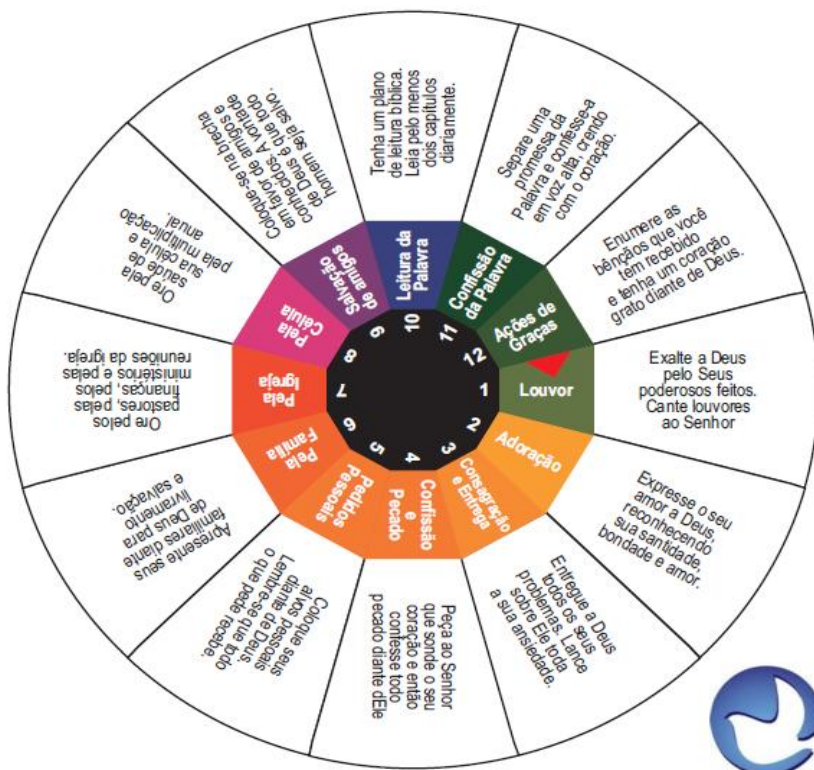 1
Louvor
Exalte a Deus
pelo Seus
poderosos feitos.
Cante louvores
ao Senhor
2
Adoração
Expresse o seu
amor a Deus,
reconhecendo
sua santidade,
bondade e amor.
3
Consagração
e Entrega
Entregue a Deus
todos os seus
problemas. Lance
sobre Ele toda
a sua ansiedade.
4
Confissão
e
Pecado
Peça ao Senhor
que sonde o seu
coração e então
confesse todo
pecado diante dEle
5
Pedidos
Pessoais
Coloque seus
alvos pessoais
diante de Deus.
Lembre-se que todo
o que pede recebe.
6
Pela
Família
Apresente seus
familiares diante
de Deus para
livramento
e salvação.
7
Pela
Igreja
Ore pelos
pastores, pelas
finanças, pelos
ministérios e pelas
reuniões da igreja.
8
Pela
Célula
Ore pela
saúde de
sua célula e
pela multiplicação
anual.
9
Salvação
de amigos
Coloque-se na brecha
em favor de amigos e
conhecidos. A vontade
de Deus é que todo
homem seja salvo.
10
Leitura da
Palavra
Tenha um plano
de leitura bíblica.
Leia pelo menos
dois capítulos
diariamente.
11
Confissão
da Palavra
Separe uma
promessa da
Palavra e confesse-a
em voz alta, crendo
com o coração.
12
Ações de
Graças
Enumere as
bênçãos que você
tem recebido
e tenha um coração
grato diante de Deus.